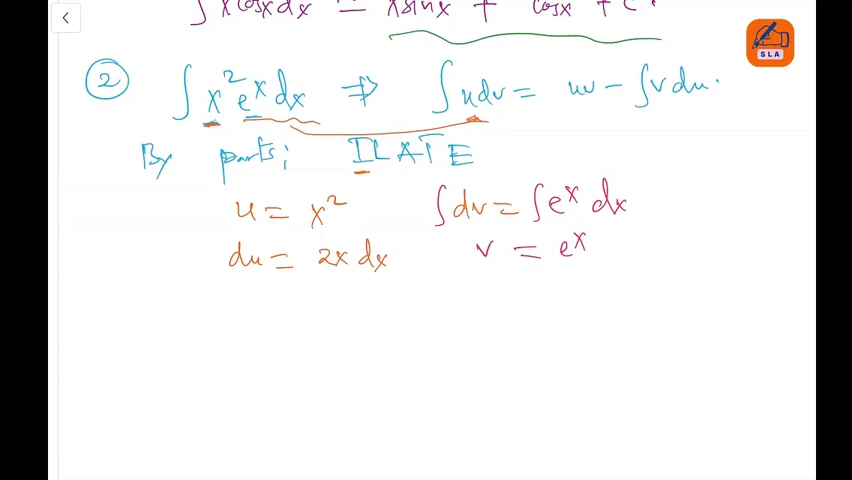 ∫ x cos x dx = x sin x + cos x + C.
SLA
② ∫ x² eˣ dx ⇒ ∫ u dv = uv − ∫ v du.
By parts; ILATE
u = x² ∫ dv = ∫ eˣ dx
du = 2x dx v = eˣ